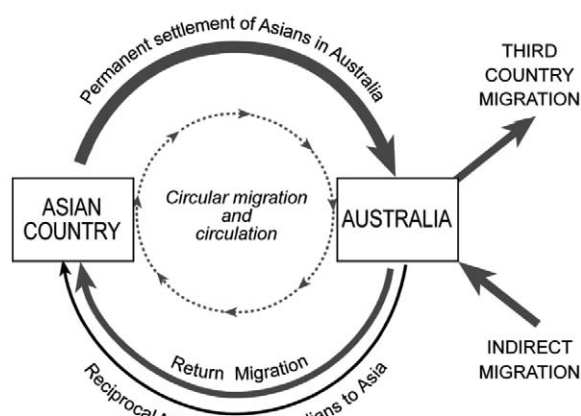 Permanent settlement of Asians in Australia
THIRD
COUNTRY
MIGRATION
ASIAN
COUNTRY
Circular migration
and
circulation
AUSTRALIA
Return Migration
Reciprocal to Asia
INDIRECT
MIGRATION